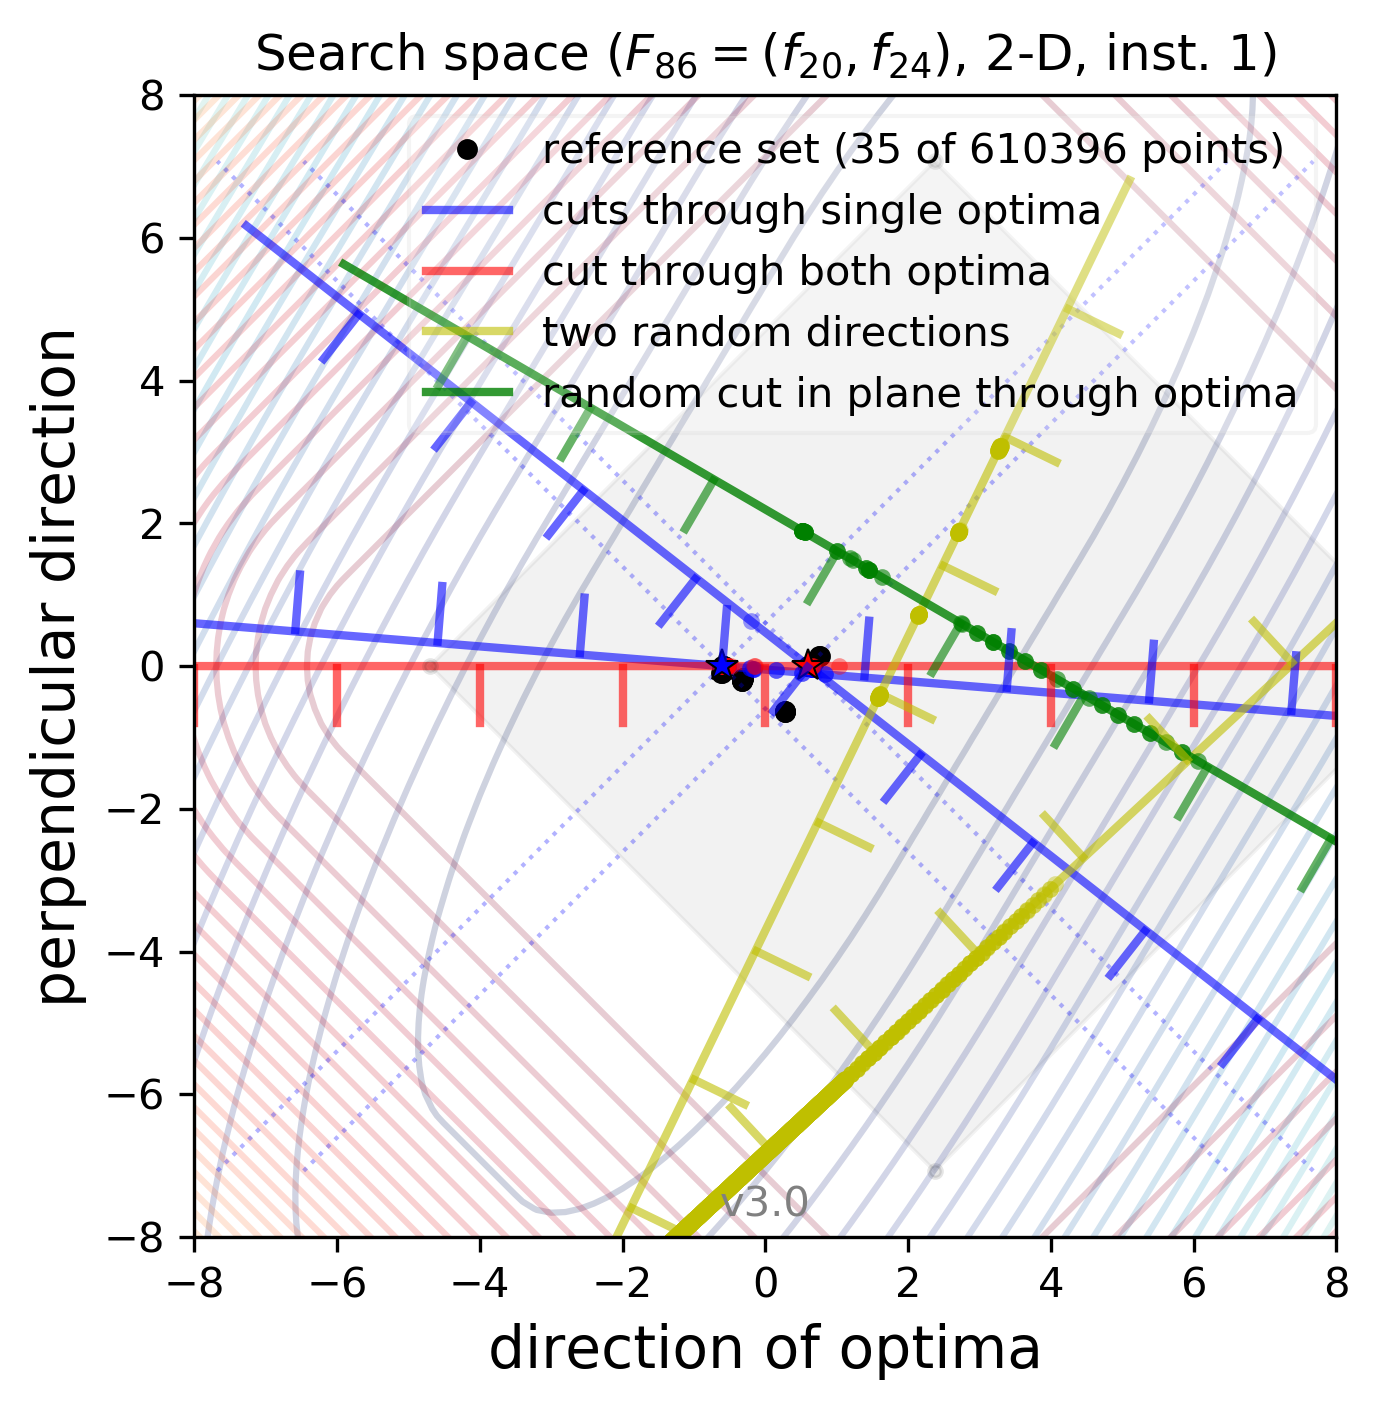 Search space (F₈₆ = (f₂₀, f₂₄), 2-D, inst. 1)
reference set (35 of 610396 points)
cuts through single optima
cut through both optima
two random directions
random cut in plane through optima
perpendicular direction
8
6
4
2
0
−2
−4
−6
−8
v3.0
−8 −6 −4 −2 0 2 4 6 8
direction of optima